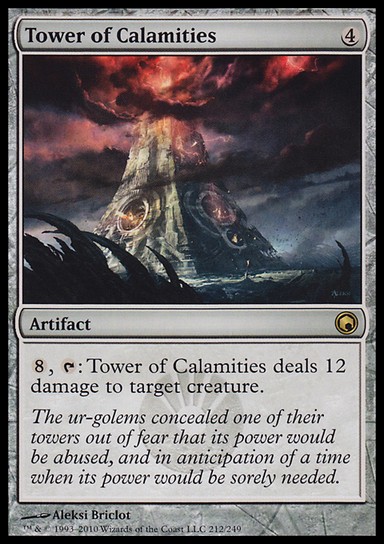 Tower of Calamities 4
Artifact
8, : Tower of Calamities deals 12
damage to target creature.
The ur-golems concealed one of their
towers out of fear that its power would
be abused, and in anticipation of a time
when its power would be sorely needed.
Aleksi Briclot
™ & © 1993–2010 Wizards of the Coast LLC 212/249